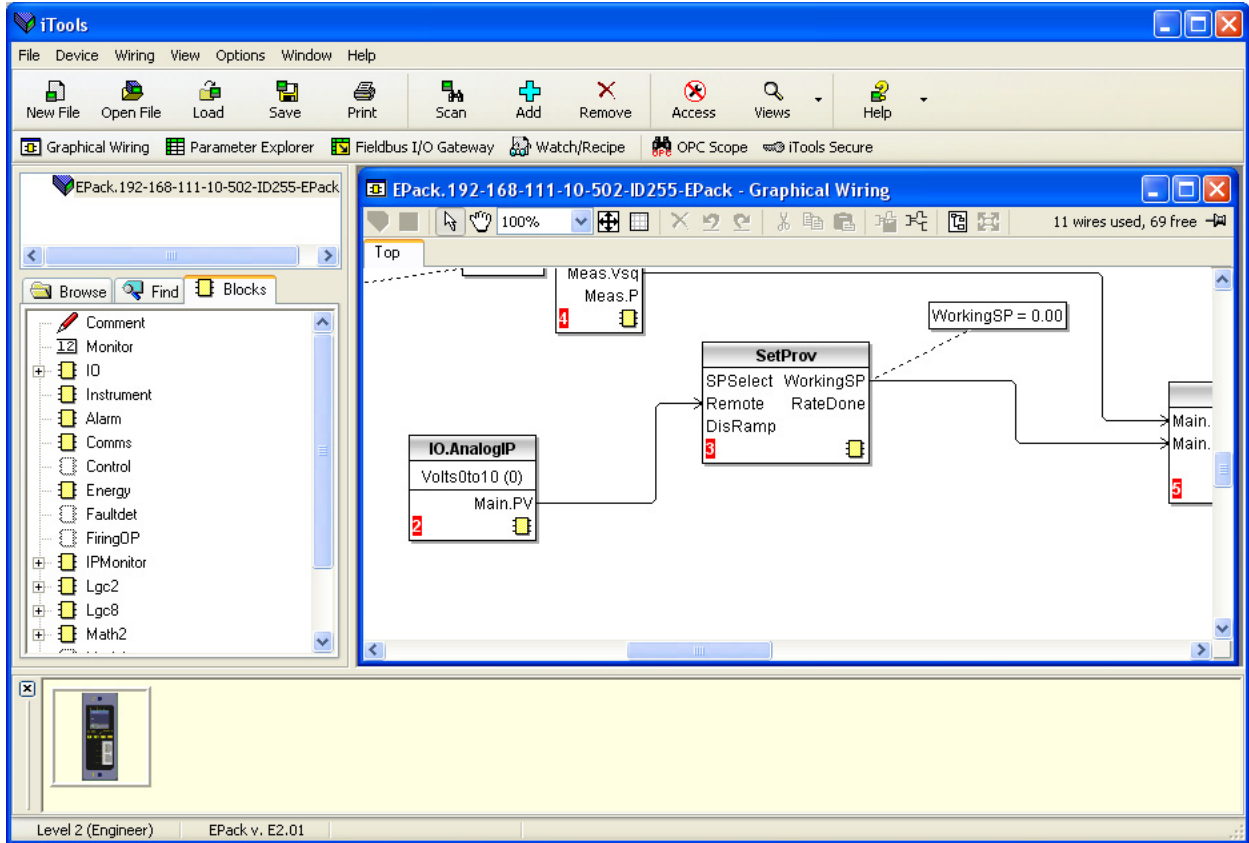 iTools
File Device Wiring View Options Window Help
New File Open File Load Save Print Scan Add Remove Access Views Help
Graphical Wiring Parameter Explorer Fieldbus I/O Gateway Watch/Recipe OPC OPC Scope iTools Secure
EPack.192-168-111-10-502-ID255-EPack
Browse Find Blocks
Comment
12 Monitor
IO
Instrument
Alarm
Comms
Control
Energy
Faultdet
FiringOP
IPMonitor
Lgc2
Lgc8
Math2
EPack.192-168-111-10-502-ID255-EPack - Graphical Wiring
100% 11 wires used, 69 free
Top
Meas.Vsq
Meas.P
4
WorkingSP = 0.00
SetProv
SPSelect WorkingSP
Remote RateDone
DisRamp
3
IO.AnalogIP
Volts0to10 (0)
Main.PV
2
Main.
Main.
5
Level 2 (Engineer) EPack v. E2.01